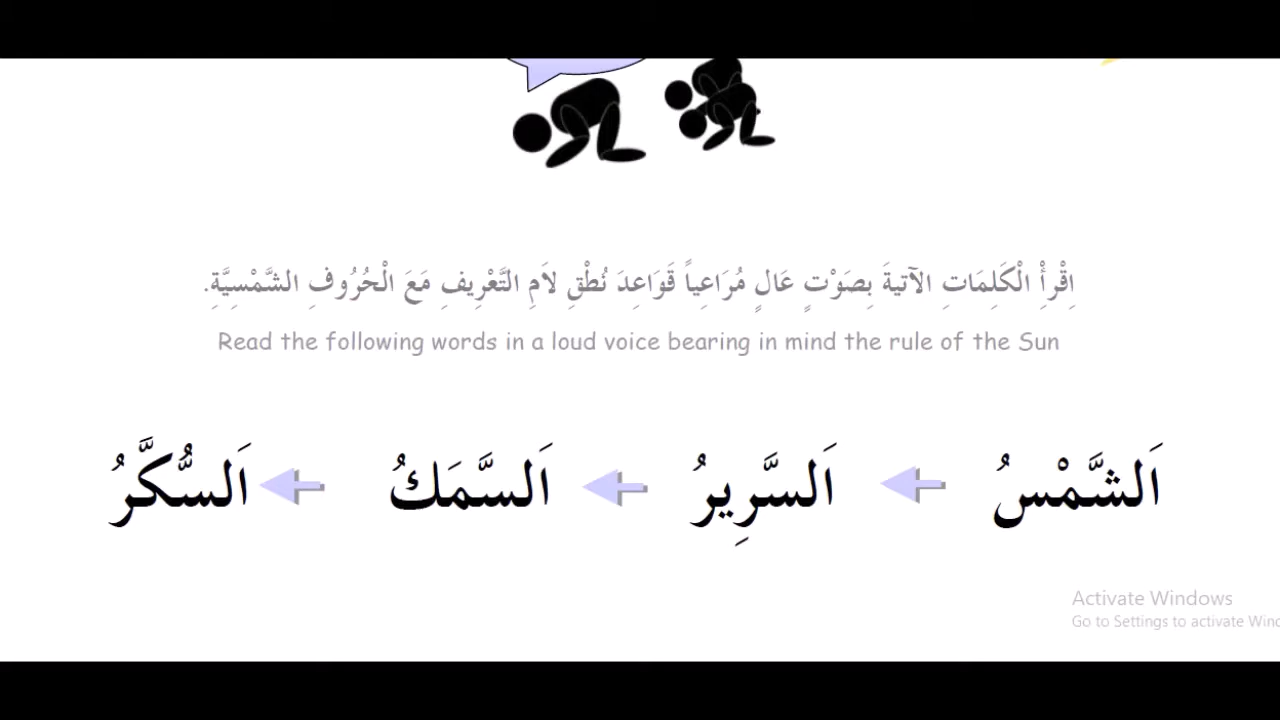 اِقْرأْ الْكَلِمَاتِ الآتيةَ بِصَوْتٍ عَالٍ مُرَاعِياً قَوَاعِدَ نُطْقِ لاَمِ التَّعْرِيفِ مَعَ الْحُرُوفِ الشَّمْسِيَّةِ.
Read the following words in a loud voice bearing in mind the rule of the Sun
اَلشَّمْسُ اَلسَّرِيرُ اَلسَّمَكُ اَلسُّكَّرُ
Activate Windows
Go to Settings to activate